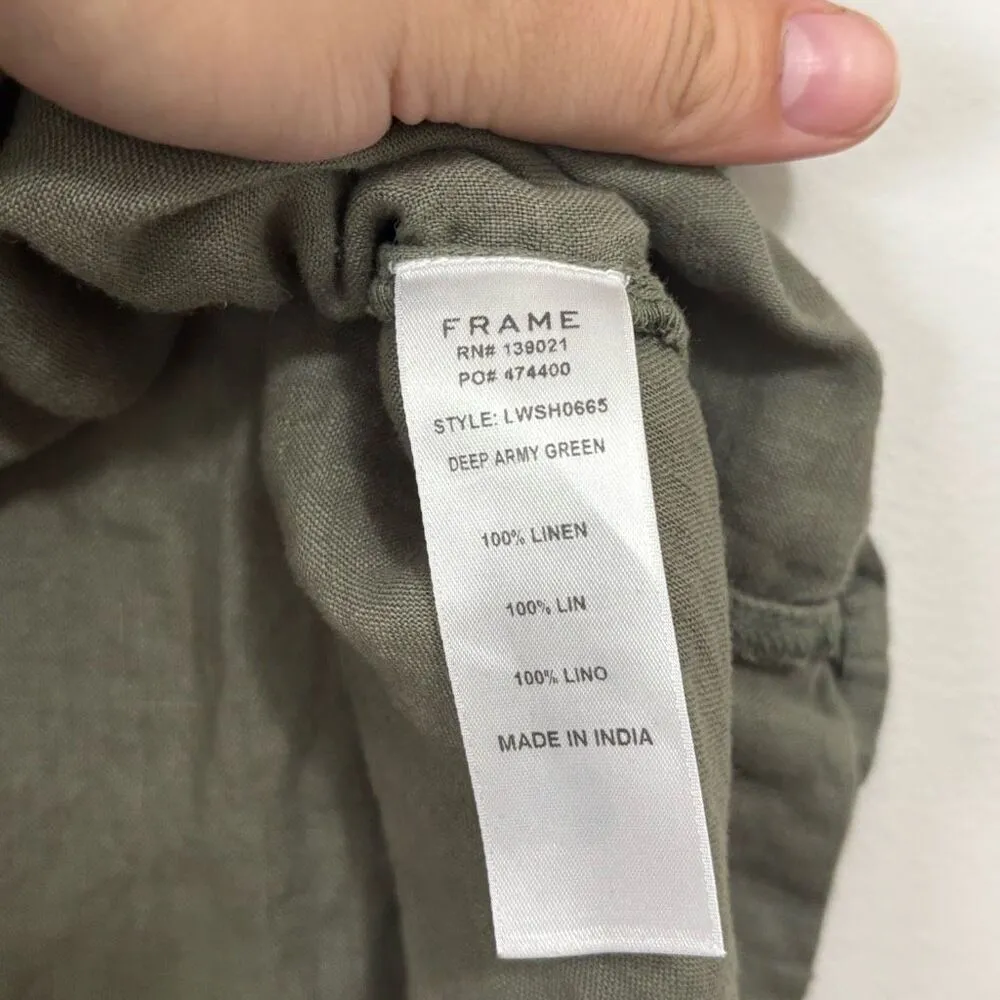 FRAME
RN# 139021
PO# 474400
STYLE: LWSH0665
DEEP ARMY GREEN
100% LINEN
100% LIN
100% LINO
MADE IN INDIA